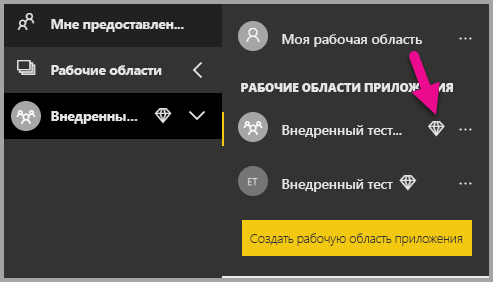 Мне предоставлен...
Рабочие области
Внедренны...
Моя рабочая область
РАБОЧИЕ ОБЛАСТИ ПРИЛОЖЕНИЯ
Внедренный тест...
ET
Внедренный тест
Создать рабочую область приложения